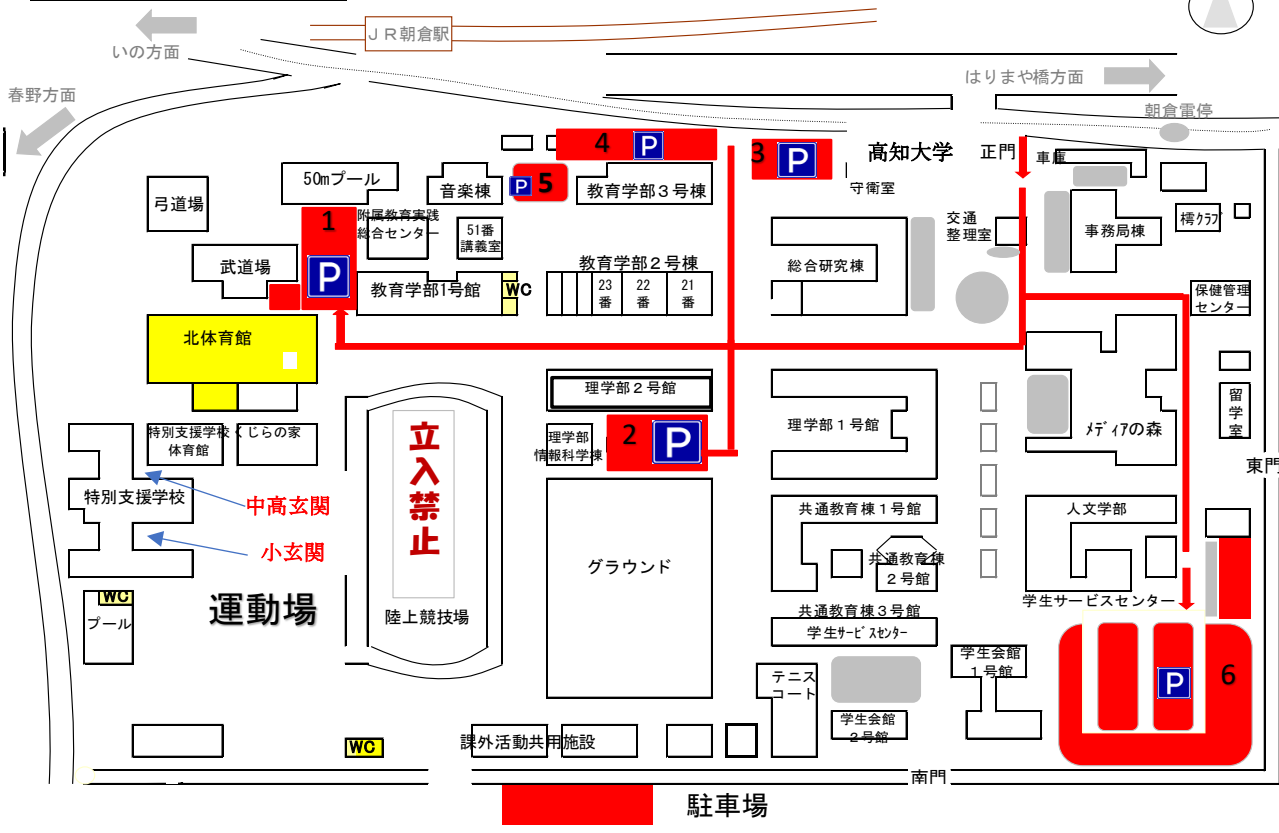 ＪＲ朝倉駅
いの方面
はりまや橋方面
春野方面
朝倉電停
4
P
3
P
高知大学
正門
車庫
50mプール
音楽棟
P
5
教育学部３号棟
守衛室
弓道場
1
附属教育実践
総合センター
51番
講義室
交通
整理室
事務局棟
樗ｸﾗﾌﾞ
武道場
P
教育学部1号館
WC
教育学部２号棟
23
番
22
番
21
番
総合研究棟
保健管理
センター
北体育館
理学部２号館
留
学
室
特別支援学校
体育館
くじらの家
立
入
禁
止
理学部
情報科学棟
2
P
理学部１号館
ﾒﾃﾞｨｱの森
東門
特別支援学校
中高玄関
小玄関
共通教育棟１号館
人文学部
グラウンド
共通教育棟
２号館
WC
プール
運動場
陸上競技場
共通教育棟３号館
学生ｻｰﾋﾞｽｾﾝﾀｰ
学生サービスセンター
学生会館
１号館
P
6
テニス
コート
学生会館
２号館
WC
課外活動共用施設
南門
駐車場